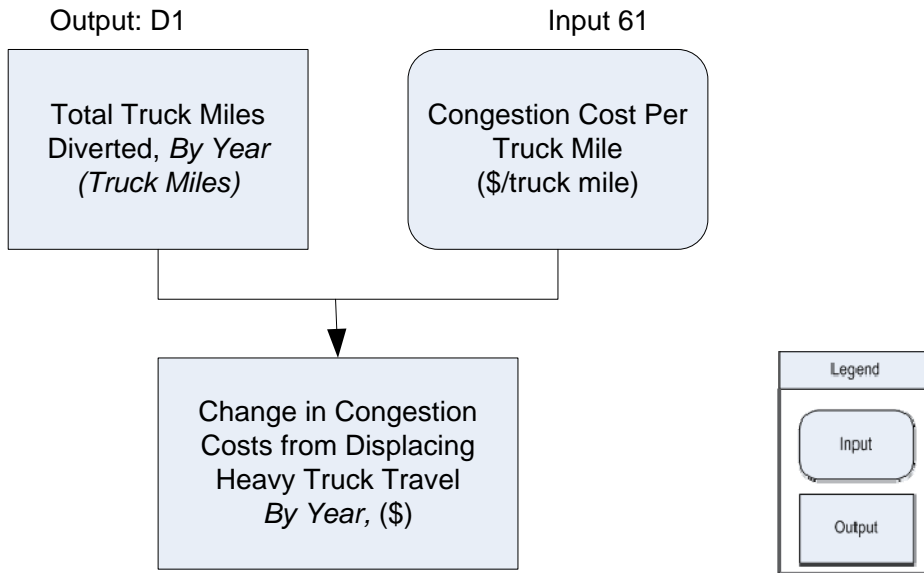 Output: D1
Input 61
Total Truck Miles
Diverted, By Year
(Truck Miles)
Congestion Cost Per
Truck Mile
($/truck mile)
Change in Congestion
Costs from Displacing
Heavy Truck Travel
By Year, ($)
Legend
Input
Output